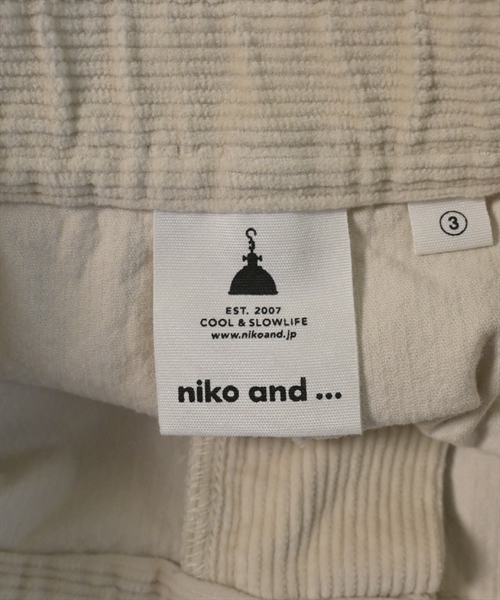 ③
EST. 2007
COOL & SLOWLIFE
www.nikoand.jp
niko and ...